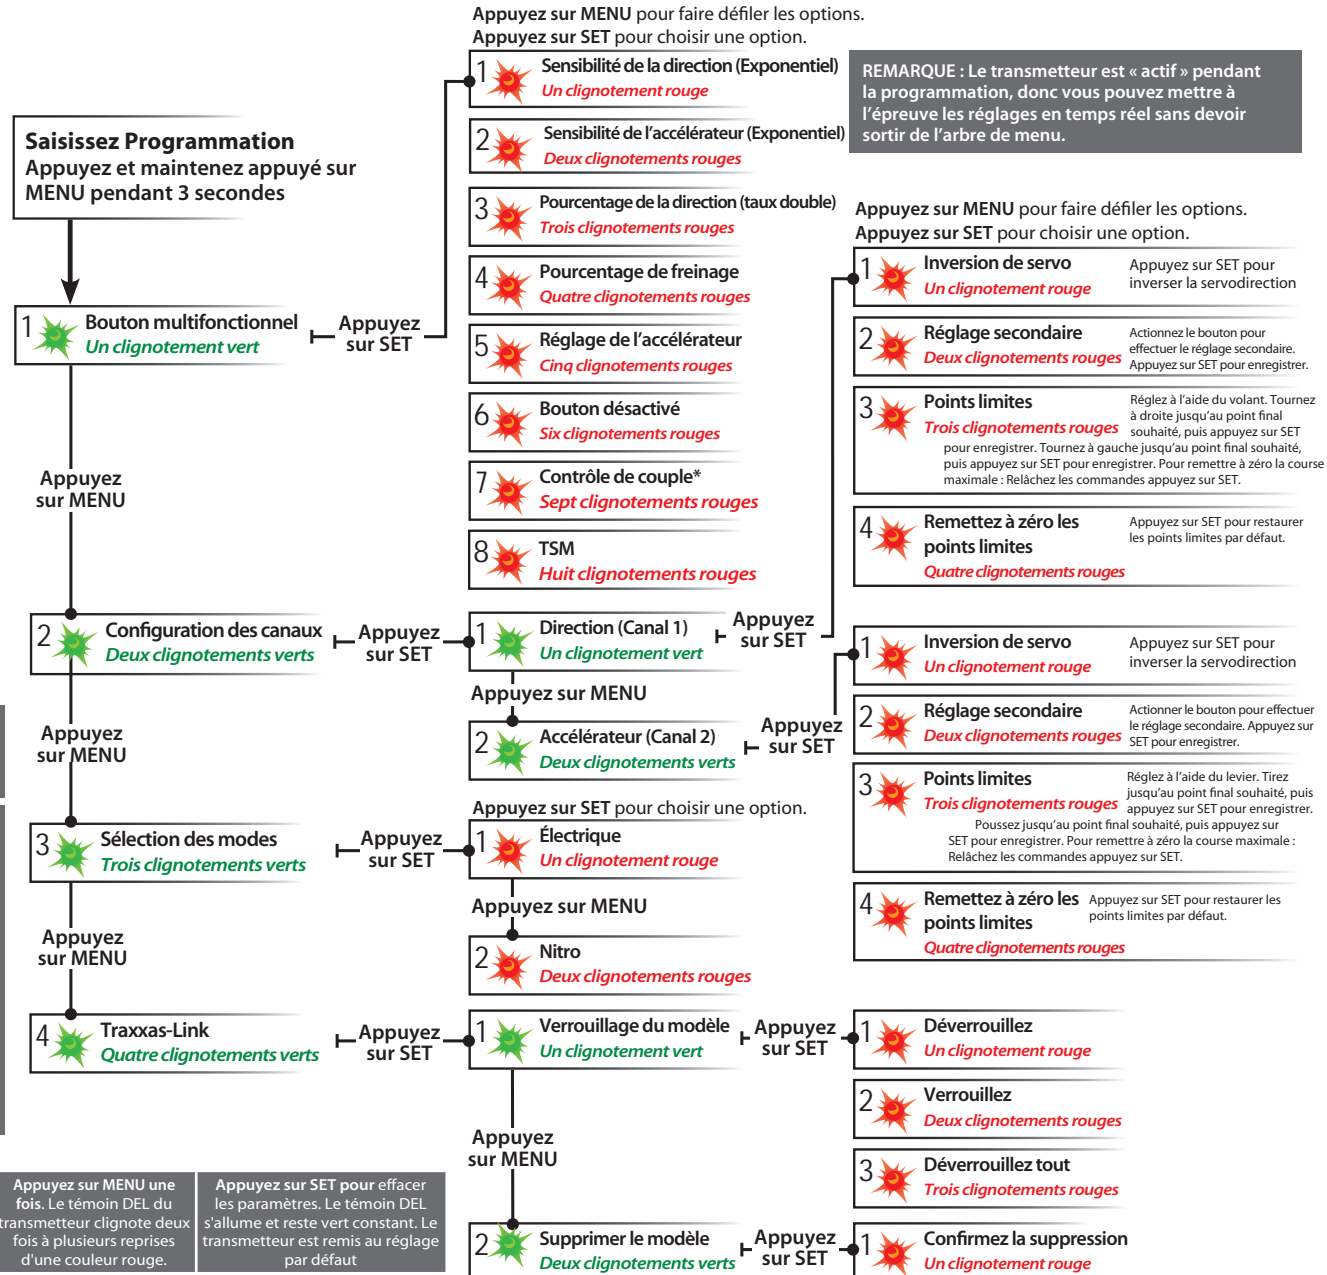 Appuyez sur MENU pour faire défiler les options.
Appuyez sur SET pour choisir une option.
REMARQUE : Le transmetteur est « actif » pendant
la programmation, donc vous pouvez mettre à
l'épreuve les réglages en temps réel sans devoir
sortir de l'arbre de menu.
Saisissez Programmation
Appuyez et maintenez appuyé sur
MENU pendant 3 secondes
1 Bouton multifonctionnel
Un clignotement vert
Appuyez
sur SET
1 Sensibilité de la direction (Exponentiel)
Un clignotement rouge
2 Sensibilité de l'accélérateur (Exponentiel)
Deux clignotements rouges
3 Pourcentage de la direction (taux double)
Trois clignotements rouges
4 Pourcentage de freinage
Quatre clignotements rouges
5 Réglage de l'accélérateur
Cinq clignotements rouges
6 Bouton désactivé
Six clignotements rouges
7 Contrôle de couple*
Sept clignotements rouges
8 TSM
Huit clignotements rouges
Appuyez
sur MENU
2 Configuration des canaux
Deux clignotements verts
Appuyez
sur SET
1 Direction (Canal 1)
Un clignotement vert
Appuyez
sur SET
Appuyez sur MENU pour faire défiler les options.
Appuyez sur SET pour choisir une option.
1 Inversion de servo
Un clignotement rouge
Appuyez sur SET pour
inverser la servodirection
2 Réglage secondaire
Deux clignotements rouges
Actionnez le bouton pour
effectuer le réglage secondaire.
Appuyez sur SET pour enregistrer.
3 Points limites
Trois clignotements rouges
Réglez à l'aide du volant. Tournez
à droite jusqu'au point final
souhaité, puis appuyez sur SET
pour enregistrer. Tournez à gauche jusqu'au point final souhaité,
puis appuyez sur SET pour enregistrer. Pour remettre à zéro la course
maximale : Relâchez les commandes appuyez sur SET.
4 Remettez à zéro les
points limites
Quatre clignotements rouges
Appuyez sur SET pour restaurer
les points limites par défaut.
Appuyez sur MENU
2 Accélérateur (Canal 2)
Deux clignotements verts
Appuyez
sur SET
1 Inversion de servo
Un clignotement rouge
Appuyez sur SET pour
inverser la servodirection
2 Réglage secondaire
Deux clignotements rouges
Actionner le bouton pour effectuer
le réglage secondaire. Appuyez sur
SET pour enregistrer.
3 Points limites
Trois clignotements rouges
Réglez à l'aide du levier. Tirez
jusqu'au point final souhaité, puis
appuyez sur SET pour enregistrer.
Poussez jusqu'au point final souhaité, puis appuyez sur
SET pour enregistrer. Pour remettre à zéro la course maximale :
Relâchez les commandes appuyez sur SET.
4 Remettez à zéro les
points limites
Quatre clignotements rouges
Appuyez sur SET pour restaurer les
points limites par défaut.
Appuyez
sur MENU
3 Sélection des modes
Trois clignotements verts
Appuyez
sur SET
Appuyez sur SET pour choisir une option.
1 Électrique
Un clignotement rouge
Appuyez sur MENU
2 Nitro
Deux clignotements rouges
Appuyez
sur MENU
4 Traxxas-Link
Quatre clignotements verts
Appuyez
sur SET
1 Verrouillage du modèle
Un clignotement vert
Appuyez
sur SET
1 Déverrouillez
Un clignotement rouge
2 Verrouillez
Deux clignotements rouges
3 Déverrouillez tout
Trois clignotements rouges
Appuyez
sur MENU
2 Supprimer le modèle
Deux clignotements verts
Appuyez
sur SET
1 Confirmez la suppression
Un clignotement rouge
Appuyez sur MENU une
fois. Le témoin DEL du
transmetteur clignote deux
fois à plusieurs reprises
d'une couleur rouge.
Appuyez sur SET pour effacer
les paramètres. Le témoin DEL
s'allume et reste vert constant. Le
transmetteur est remis au réglage
par défaut